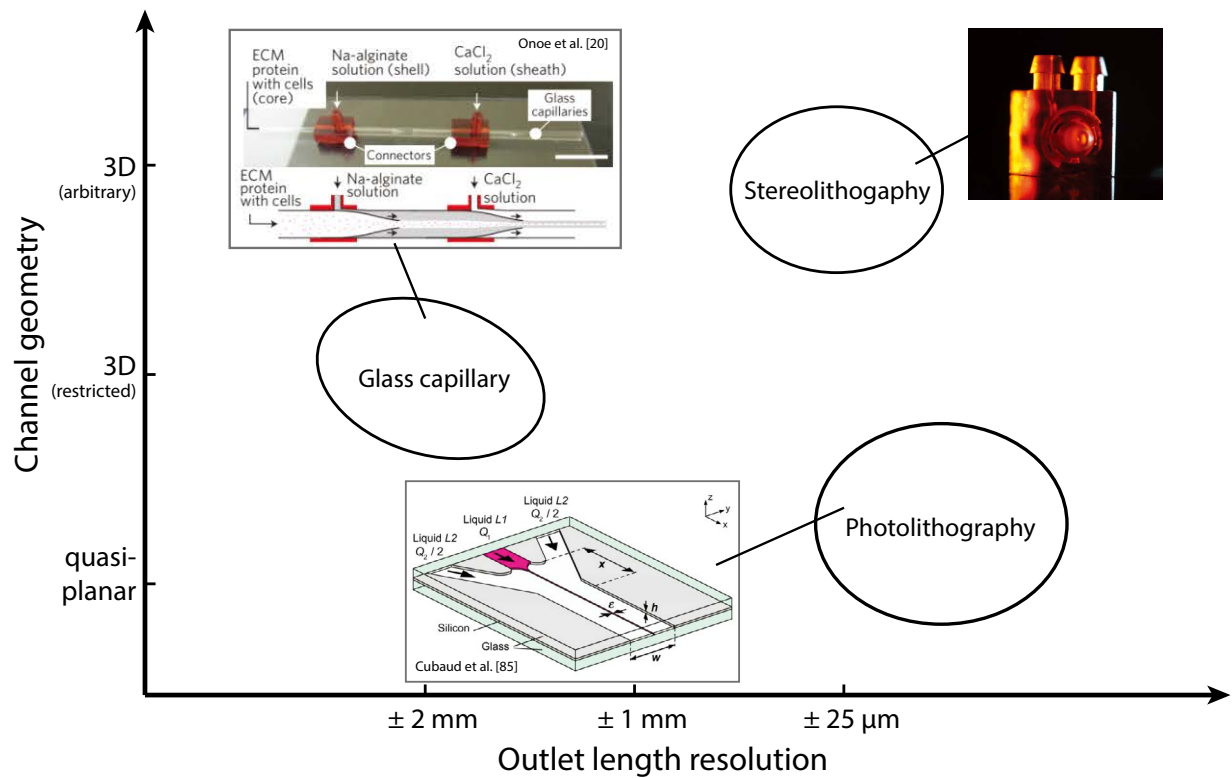 Onoe et al. [20]
ECM
protein
with cells
(core)
Na-alginate
solution (shell)
CaCl2
solution (sheath)
Glass
capillaries
Connectors
ECM
protein
with cells
Na-alginate
solution
CaCl2
solution
Stereolithogaphy
Glass capillary
Photolithography
Liquid L2
Q2 / 2
Liquid L1
Q1
Liquid L2
Q2 / 2
z
y
x
x
ε
h
w
Silicon
Glass
Cubaud et al. [85]
Channel geometry
3D
(arbitrary)
3D
(restricted)
quasi-
planar
± 2 mm
± 1 mm
± 25 μm
Outlet length resolution